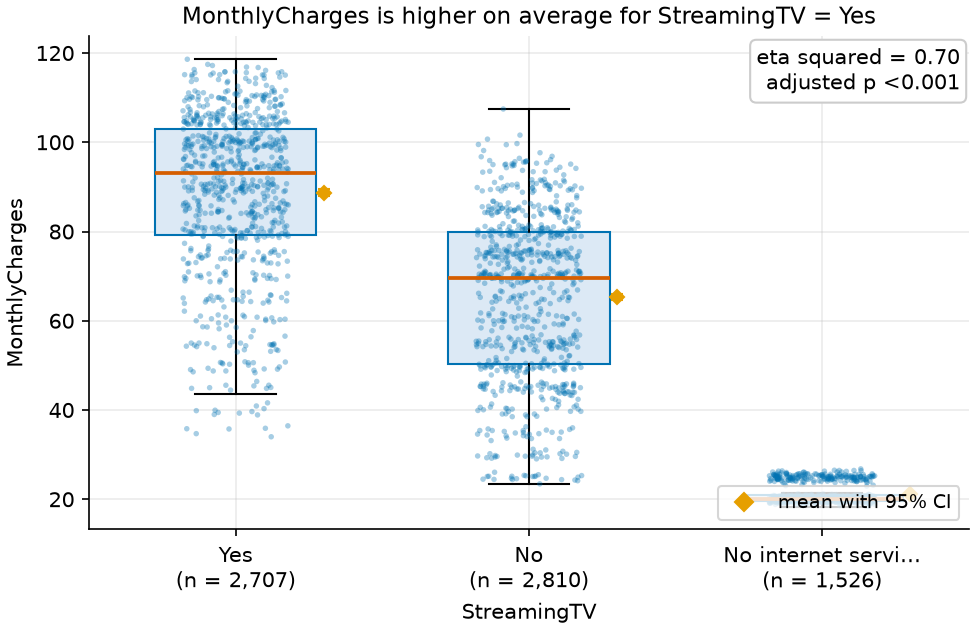 MonthlyCharges is higher on average for StreamingTV = Yes
eta squared = 0.70
adjusted p <0.001
MonthlyCharges
120
100
80
60
40
20
mean with 95% CI
Yes
(n = 2,707)
No
(n = 2,810)
No internet servi...
(n = 1,526)
StreamingTV